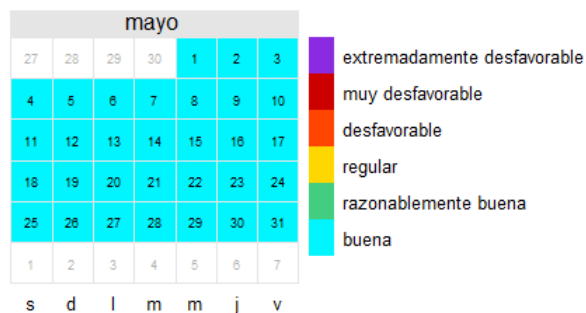 mayo
27 28 29 30 1 2 3
4 5 6 7 8 9 10
11 12 13 14 15 16 17
18 19 20 21 22 23 24
25 26 27 28 29 30 31
1 2 3 4 5 6 7
s d l m m j v
extremadamente desfavorable
muy desfavorable
desfavorable
regular
razonablemente buena
buena